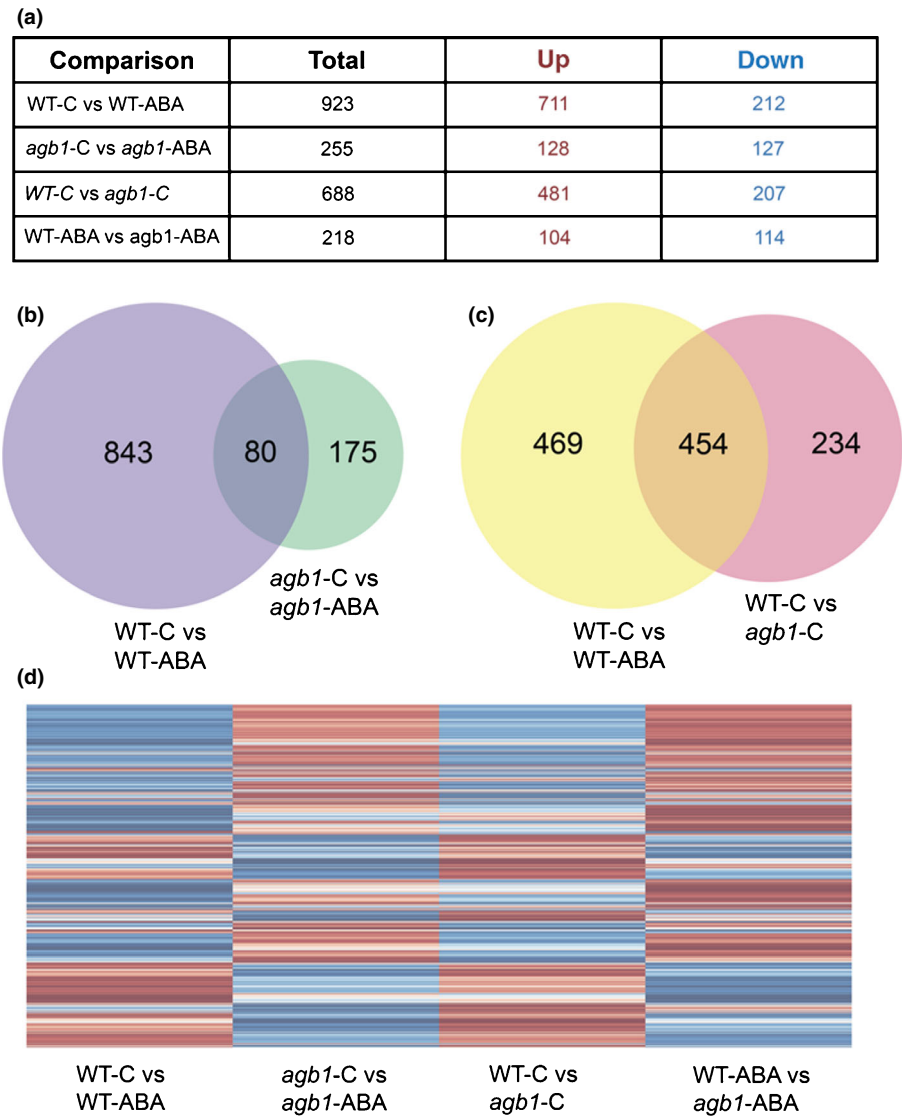 (a)
Comparison Total Up Down
WT-C vs WT-ABA 923 711 212
agb1-C vs agb1-ABA 255 128 127
WT-C vs agb1-C 688 481 207
WT-ABA vs agb1-ABA 218 104 114
(b)
843 80 175
agb1-C vs
agb1-ABA
WT-C vs
WT-ABA
(c)
469 454 234
WT-C vs
agb1-C
WT-C vs
WT-ABA
(d)
WT-C vs
WT-ABA
agb1-C vs
agb1-ABA
WT-C vs
agb1-C
WT-ABA vs
agb1-ABA